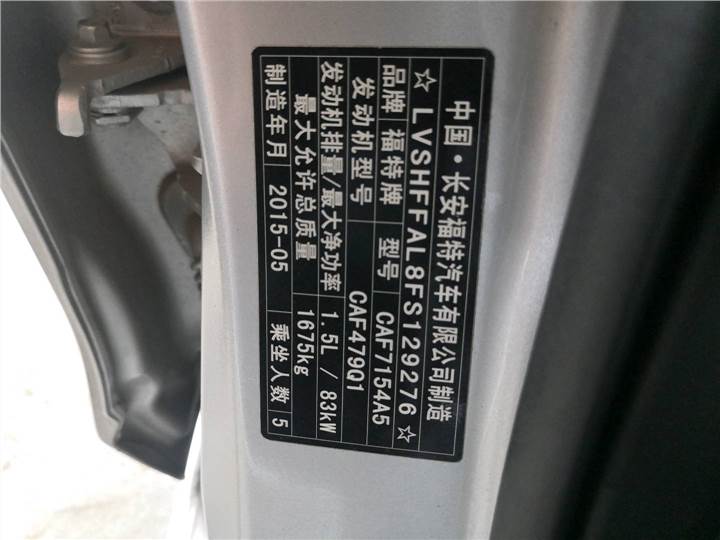 中国·长安福特汽车有限公司制造
☆LVSHFFAL8FS129276☆
品牌 福特牌 型号 CAF7154A5
发动机型号 CAF479Q1
发动机排量/最大净功率 1.5L / 83kW
最大允许总质量 1675kg
制造年月 2015-05 乘坐人数 5